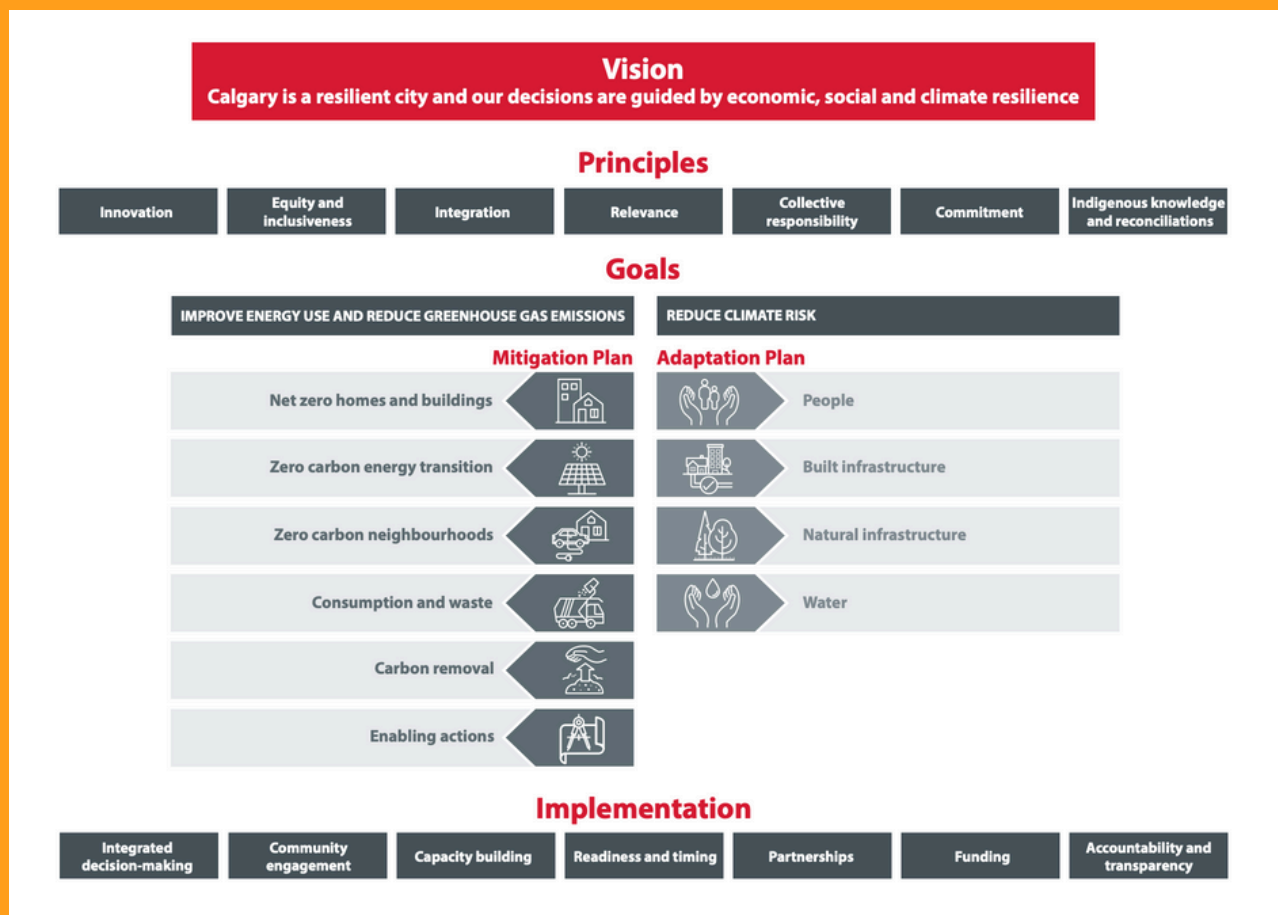 Vision
Calgary is a resilient city and our decisions are guided by economic, social and climate resilience
Principles
Innovation
Equity and
inclusiveness
Integration
Relevance
Collective
responsibility
Commitment
Indigenous knowledge
and reconciliations
Goals
IMPROVE ENERGY USE AND REDUCE GREENHOUSE GAS EMISSIONS
REDUCE CLIMATE RISK
Mitigation Plan
Adaptation Plan
Net zero homes and buildings
People
Zero carbon energy transition
Built infrastructure
Zero carbon neighbourhoods
Natural infrastructure
Consumption and waste
Water
Carbon removal
Enabling actions
Implementation
Integrated
decision-making
Community
engagement
Capacity building
Readiness and timing
Partnerships
Funding
Accountability and
transparency